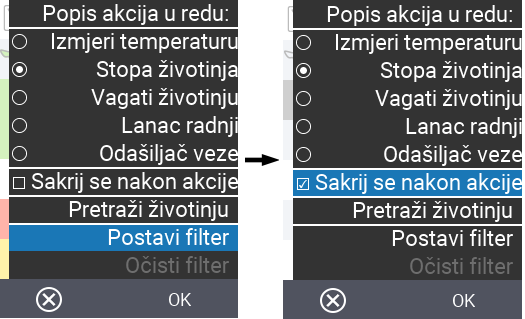 Popis akcija u redu:
Izmjeri temperaturu
Stopa životinja
Vagati životinju
Lanac radnji
Odašiljač veze
Sakrij se nakon akcije
Pretraži životinju
Postavi filter
Očisti filter
OK
Popis akcija u redu:
Izmjeri temperaturu
Stopa životinja
Vagati životinju
Lanac radnji
Odašiljač veze
Sakrij se nakon akcije
Pretraži životinju
Postavi filter
Očisti filter
OK